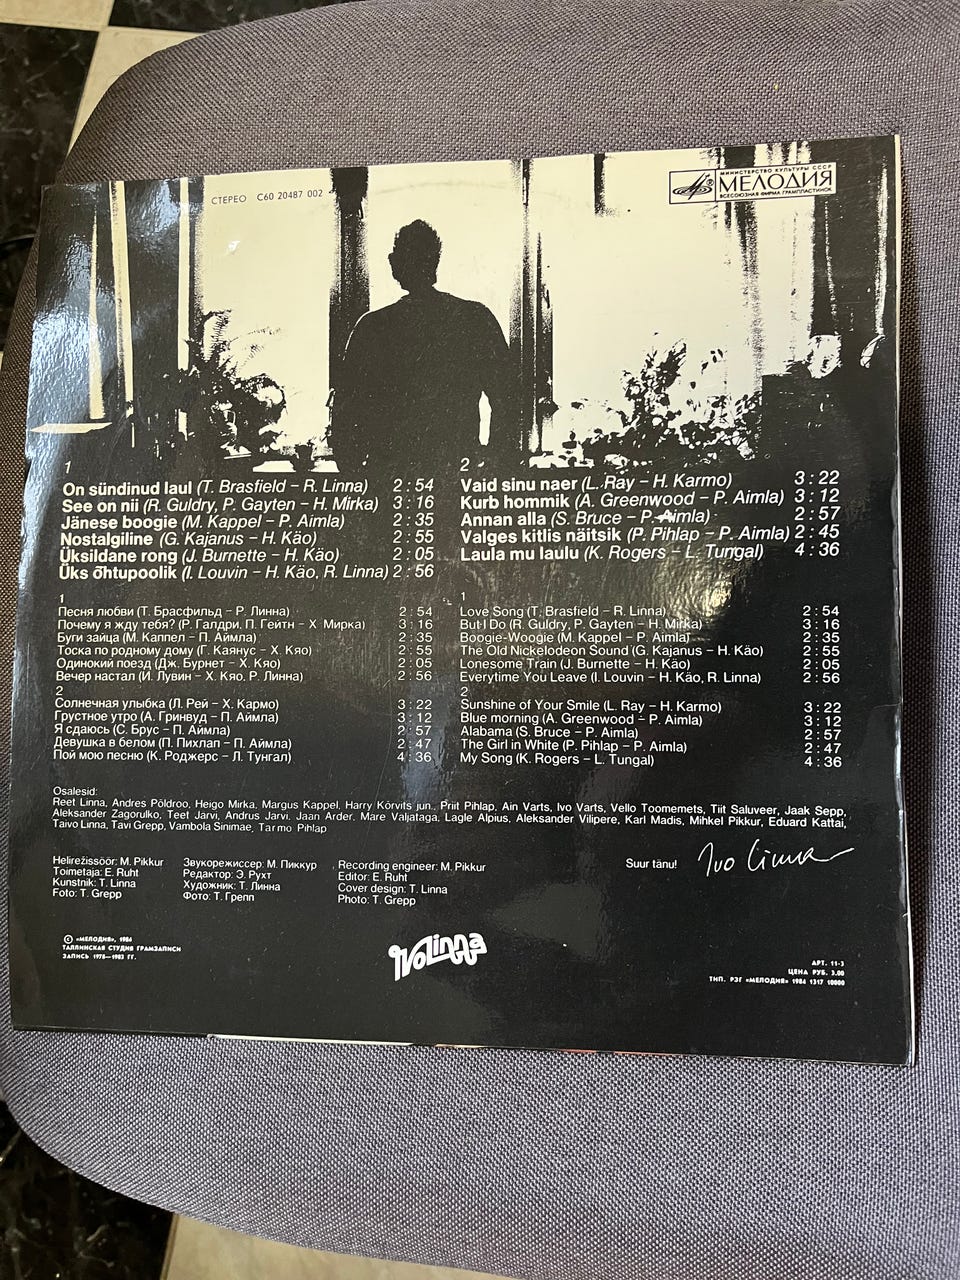 СТЕРЕО С60 20487 002
МИНИСТЕРСТВО КУЛЬТУРЫ СССР
МЕЛОДИЯ
ВСЕСОЮЗНАЯ ФИРМА ГРАМПЛАСТИНОК
1
On sündinud laul (T. Brasfield – R. Linna) 2 : 54
See on nii (R. Guldry, P. Gayten – H. Mirka) 3 : 16
Jänese boogie (M. Kappel – P. Aimla) 2 : 35
Nostalgiline (G. Kajanus – H. Käo) 2 : 55
Üksildane rong (J. Burnette – H. Käo) 2 : 05
Üks õhtupoolik (I. Louvin – H. Käo, R. Linna) 2 : 56
2
Vaid sinu naer (L. Ray – H. Karmo) 3 : 22
Kurb hommik (A. Greenwood – P. Aimla) 3 : 12
Annan alla (S. Bruce – P. Aimla) 2 : 57
Valges kitlis näitsik (P. Pihlap – P. Aimla) 2 : 45
Laula mu laulu (K. Rogers – L. Tungal) 4 : 36
1
Песня любви (Т. Брасфильд – Р. Линна) 2 : 54
Почему я жду тебя? (Р. Галдри, П. Гейтн – Х. Мирка) 3 : 16
Буги зайца (М. Каппел – П. Аймла) 2 : 35
Тоска по родному дому (Г. Каянус – Х. Кяо) 2 : 55
Одинокий поезд (Дж. Бурнет – Х. Кяо) 2 : 05
Вечер настал (И. Лувин – Х. Кяо. Р. Линна) 2 : 56
2
Солнечная улыбка (Л. Рей – Х. Кармо) 3 : 22
Грустное утро (А. Гринвуд – П. Аймла) 3 : 12
Я сдаюсь (С. Брус – П. Аймла) 2 : 57
Девушка в белом (П. Пихлап – П. Аймла) 2 : 47
Пой мою песню (К. Роджерс – Л. Тунгал) 4 : 36
1
Love Song (T. Brasfield – R. Linna) 2 : 54
But I Do (R. Guldry, P. Gayten – H. Mirka) 3 : 16
Boogie-Woogie (M. Kappel – P. Aimla) 2 : 35
The Old Nickelodeon Sound (G. Kajanus – H. Käo) 2 : 55
Lonesome Train (J. Burnette – H. Käo) 2 : 05
Everytime You Leave (I. Louvin – H. Käo, R. Linna) 2 : 56
2
Sunshine of Your Smile (L. Ray – H. Karmo) 3 : 22
Blue morning (A. Greenwood – P. Aimla) 3 : 12
Alabama (S. Bruce – P. Aimla) 2 : 57
The Girl in White (P. Pihlap – P. Aimla) 2 : 47
My Song (K. Rogers – L. Tungal) 4 : 36
Osalesid:
Reet Linna, Andres Põldroo, Heigo Mirka, Margus Kappel, Harry Kõrvits jun., Priit Pihlap, Ain Varts, Ivo Varts, Vello Toomemets, Tiit Saluveer, Jaak Sepp,
Aleksander Zagorulko, Teet Järvi, Andrus Järvi, Jaan Arder, Mare Väljataga, Lagle Alpius, Aleksander Vilipere, Karl Madis, Mihkel Pikkur, Eduard Kattai,
Taivo Linna, Tavi Grepp, Vambola Sinimäe, Tarmo Pihlap
Helirežissöör: M. Pikkur
Toimetaja: E. Ruht
Kunstnik: T. Linna
Foto: T. Grepp
Звукорежиссер: М. Пиккур
Редактор: Э. Рухт
Художник: Т. Линна
Фото: Т. Грепп
Recording engineer: M. Pikkur
Editor: E. Ruht
Cover design: T. Linna
Photo: T. Grepp
Suur tänu! Ivo Linna
© «МЕЛОДИЯ», 1984
ТАЛЛИНСКАЯ СТУДИЯ ГРАМЗАПИСИ
ЗАПИСЬ 1978—1983 ГГ.
IVO Linna
АРТ. 11-3
ЦЕНА РУБ. 3.00
ТИП. РЗГ «МЕЛОДИЯ» 1984 1317 10000